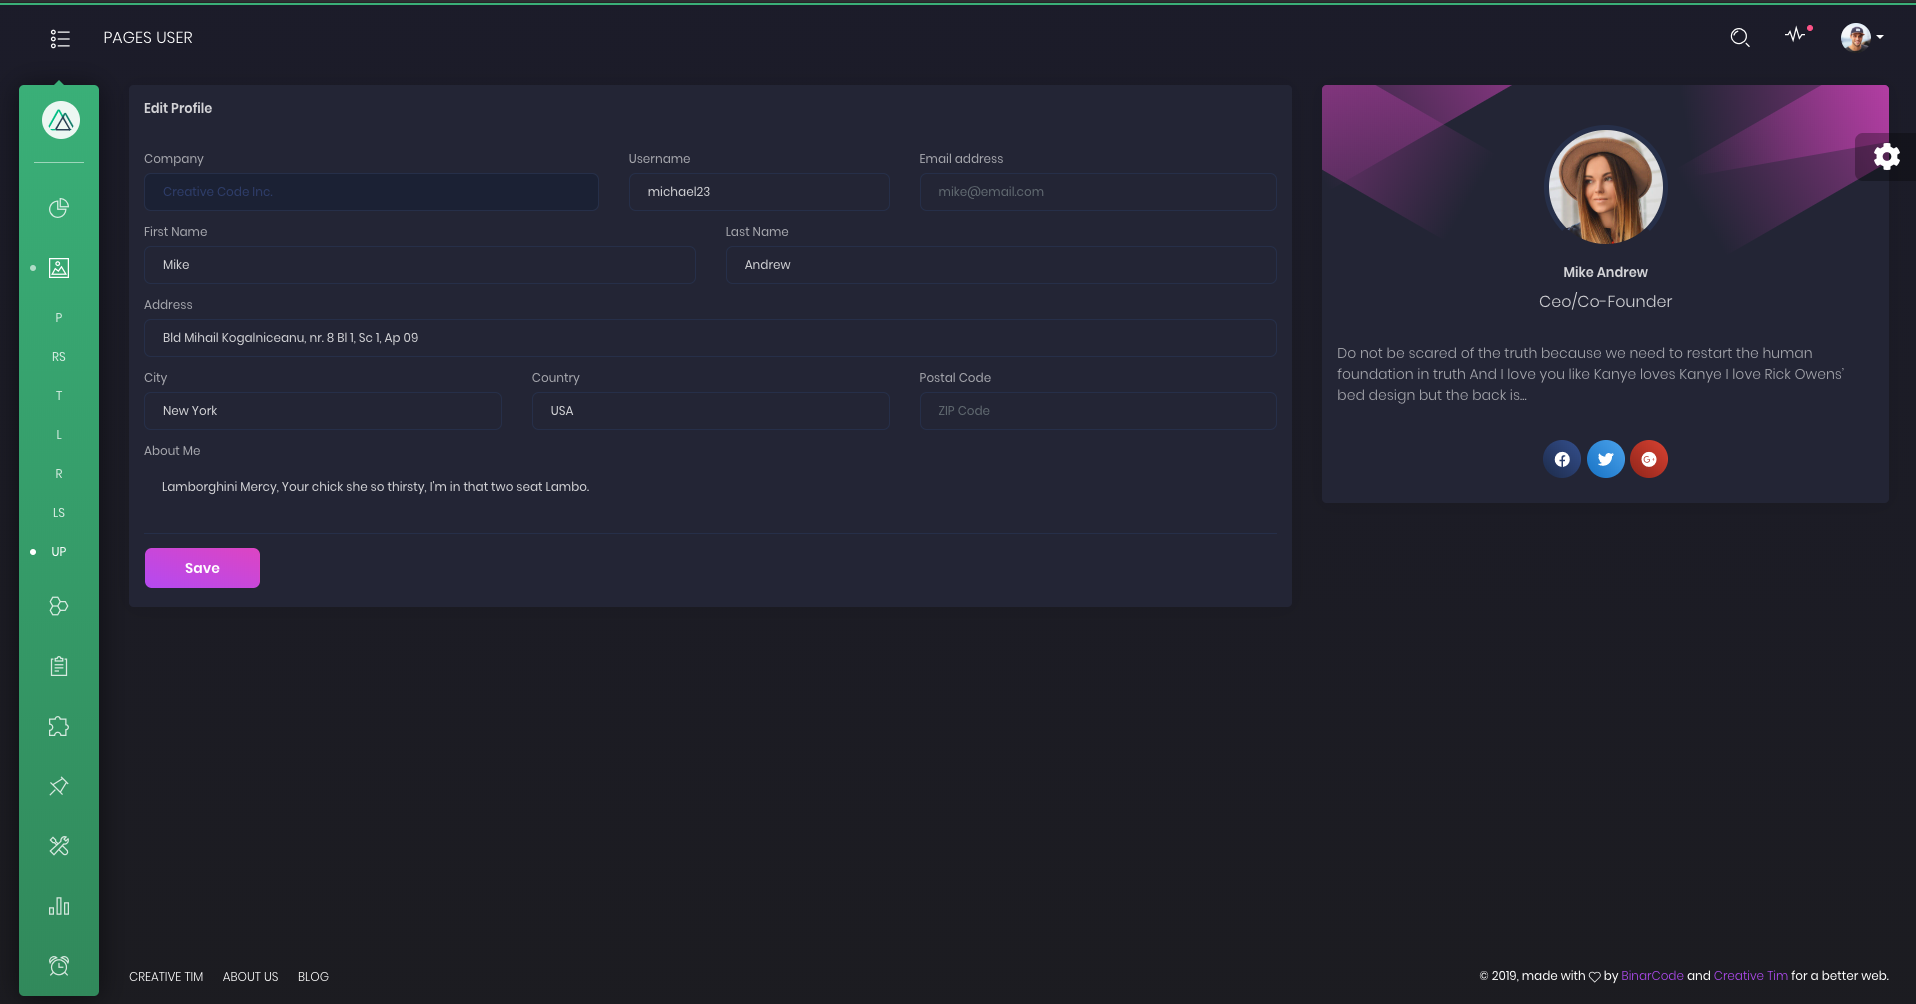 PAGES USER
P
RS
T
L
R
LS
UP
Edit Profile
Company
Username
Email address
Creative Code Inc.
michael23
mike@email.com
First Name
Last Name
Mike
Andrew
Address
Bld Mihail Kogalniceanu, nr. 8 Bl 1, Sc 1, Ap 09
City
Country
Postal Code
New York
USA
ZIP Code
About Me
Lamborghini Mercy, Your chick she so thirsty, I'm in that two seat Lambo.
Save
Mike Andrew
Ceo/Co-Founder
Do not be scared of the truth because we need to restart the human
foundation in truth And I love you like Kanye loves Kanye I love Rick Owens'
bed design but the back is...
CREATIVE TIM ABOUT US BLOG
© 2019, made with ♡ by BinarCode and Creative Tim for a better web.